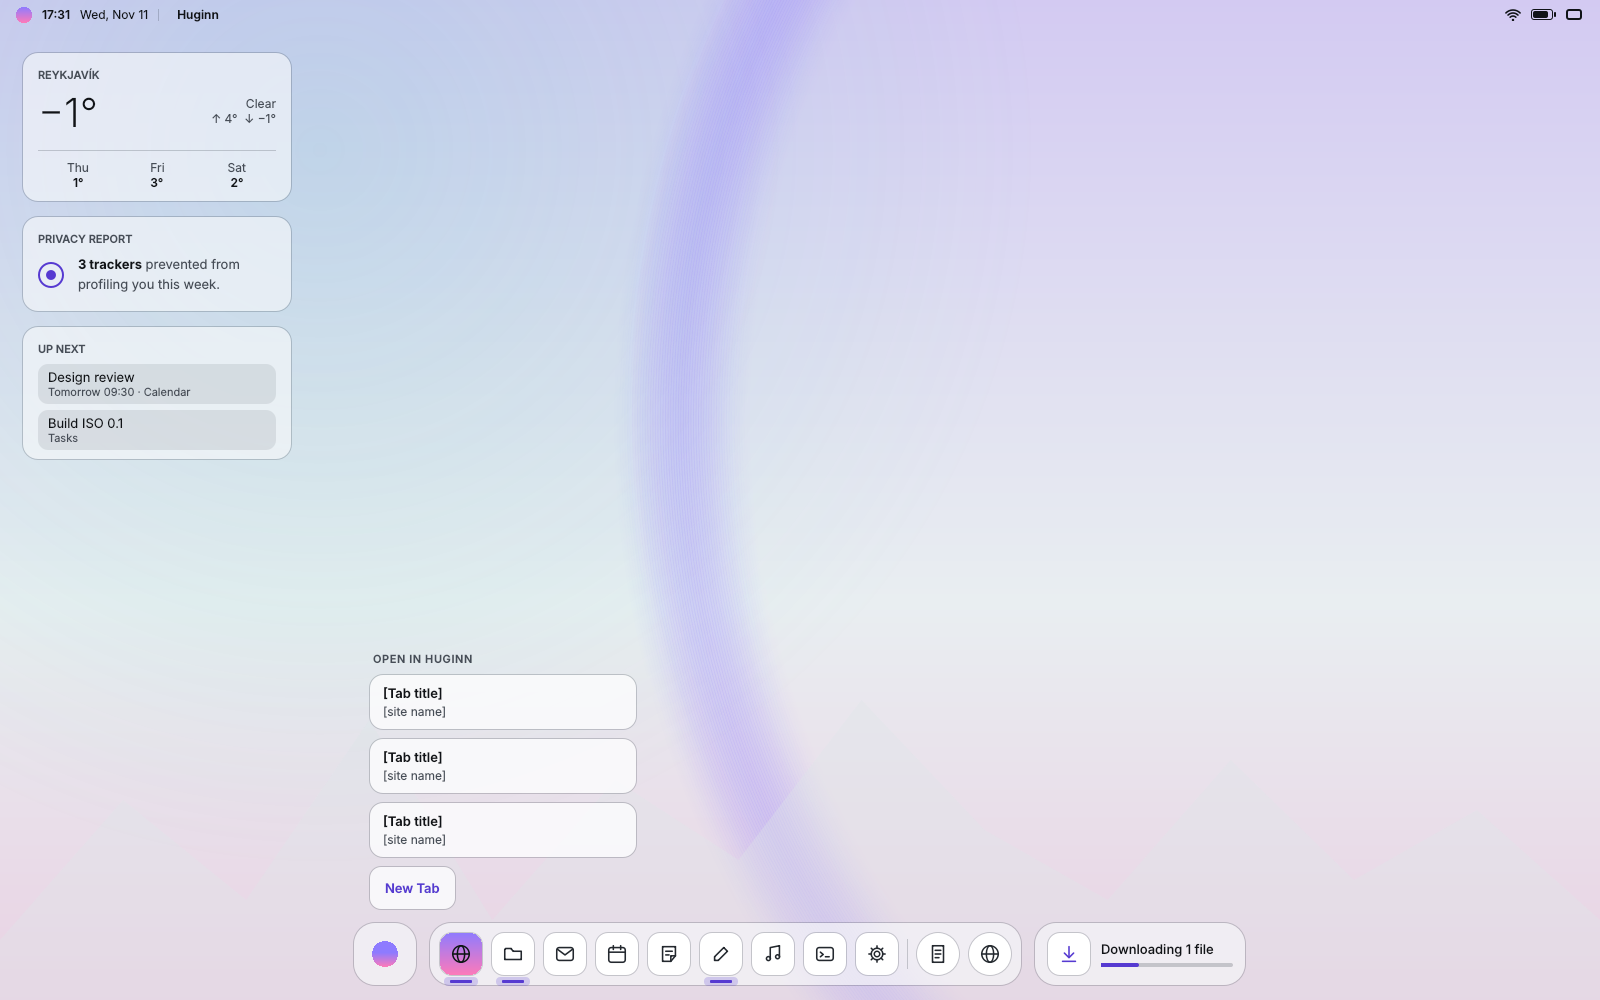 17:31 Wed, Nov 11 Huginn
REYKJAVÍK
−1°
Clear
↑ 4° ↓ −1°
Thu Fri Sat
1° 3° 2°
PRIVACY REPORT
3 trackers prevented from
profiling you this week.
UP NEXT
Design review
Tomorrow 09:30 · Calendar
Build ISO 0.1
Tasks
OPEN IN HUGINN
[Tab title]
[site name]
[Tab title]
[site name]
[Tab title]
[site name]
New Tab
Downloading 1 file